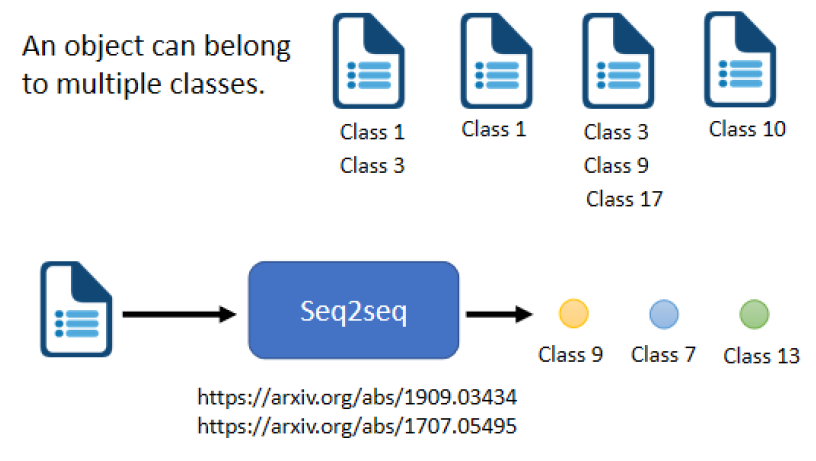 An object can belong
to multiple classes.
Class 1
Class 3
Class 1
Class 3
Class 9
Class 17
Class 10
Seq2seq
Class 9
Class 7
Class 13
https://arxiv.org/abs/1909.03434
https://arxiv.org/abs/1707.05495